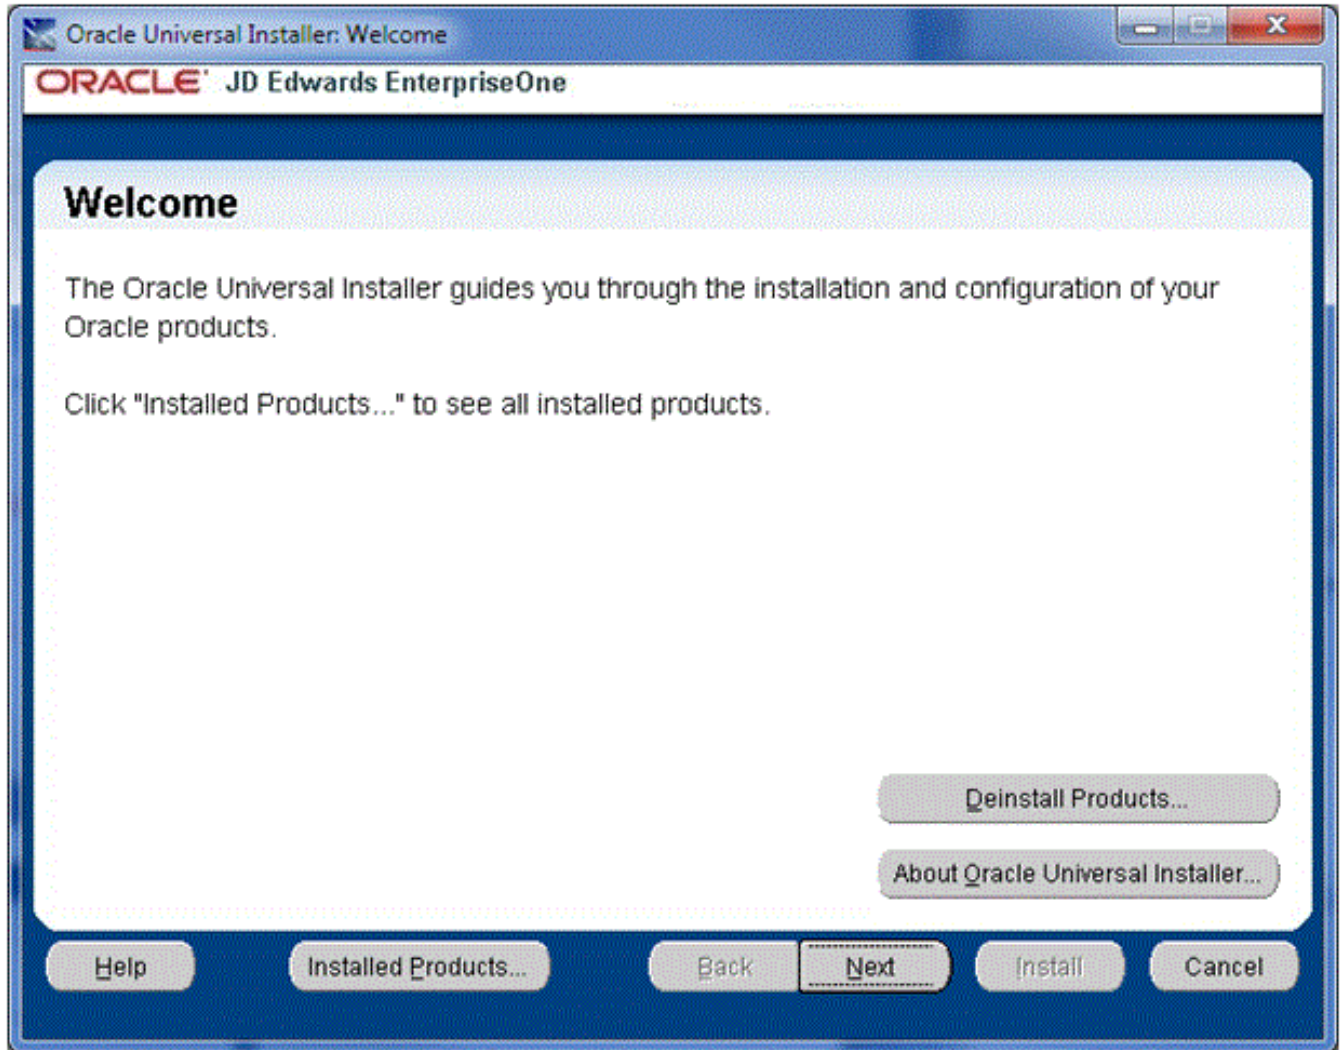 Oracle Universal Installer: Welcome
ORACLE JD Edwards EnterpriseOne
Welcome
The Oracle Universal Installer guides you through the installation and configuration of your
Oracle products.
Click "Installed Products..." to see all installed products.
Deinstall Products...
About Oracle Universal Installer...
Help
Installed Products...
Back
Next
Install
Cancel